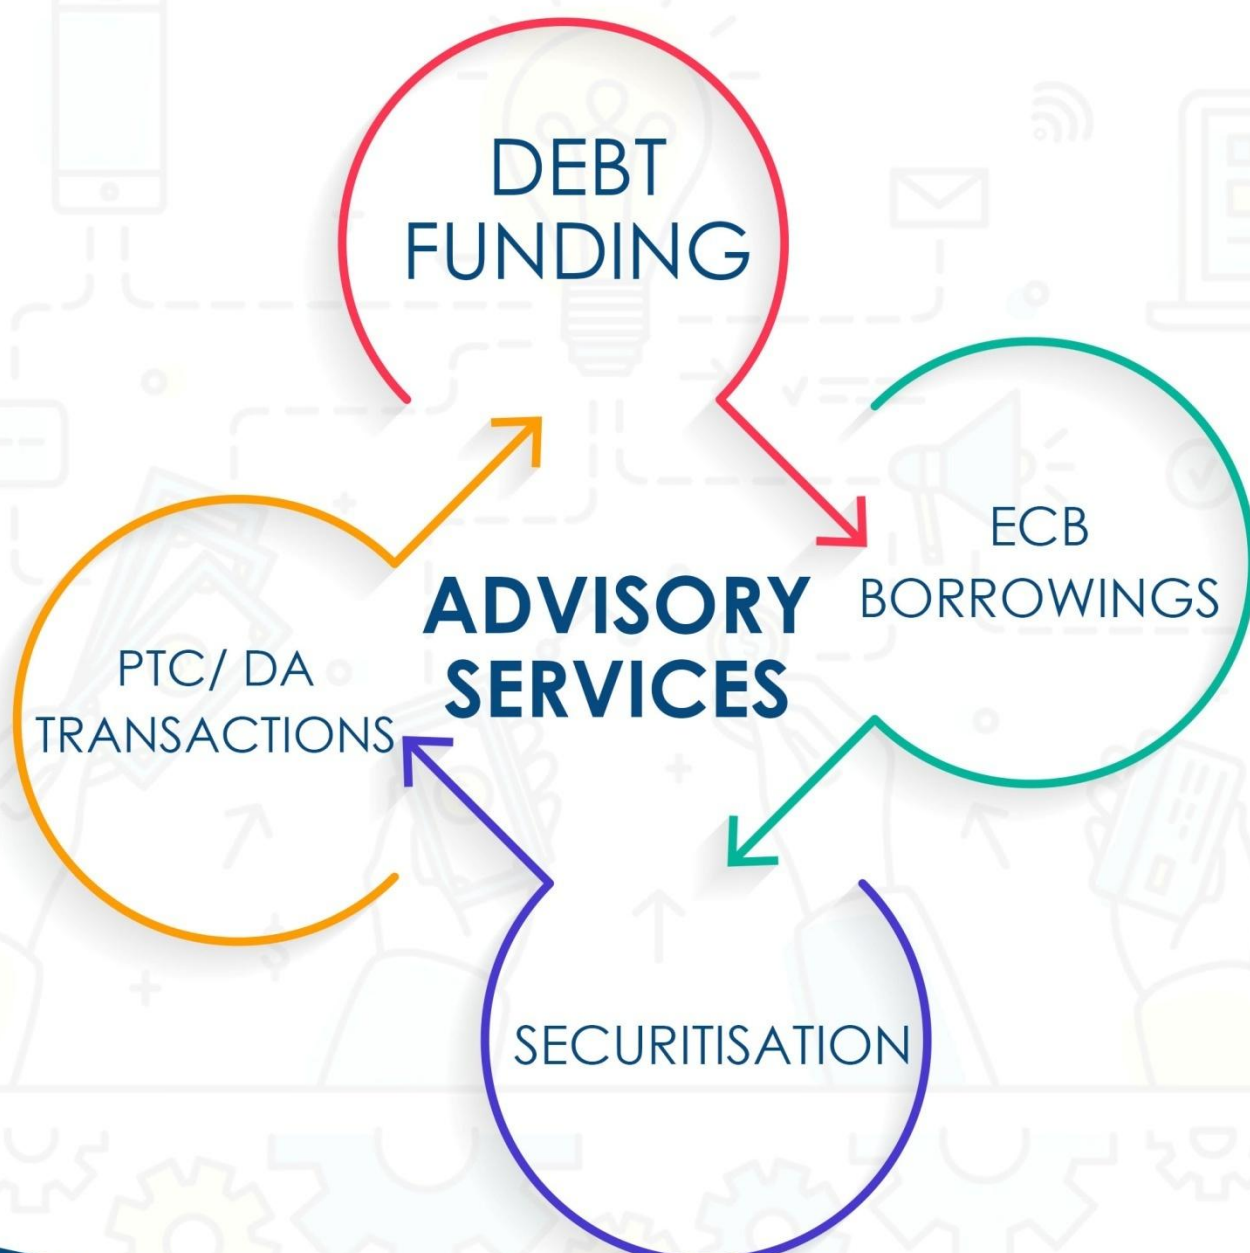 DEBT
FUNDING
ECB
BORROWINGS
ADVISORY
SERVICES
PTC/ DA
TRANSACTIONS
SECURITISATION